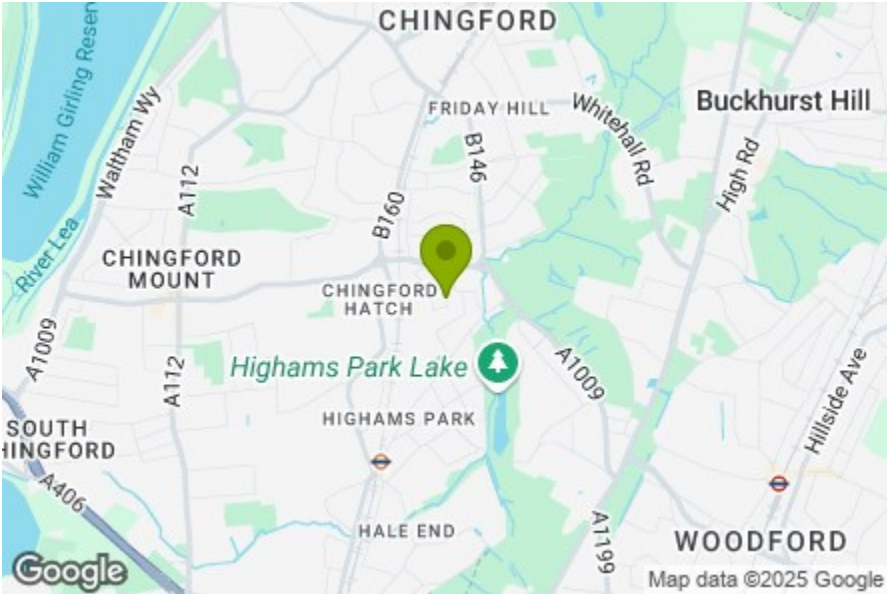 CHINGFORD
William Girling Reser
Waltham Wy
FRIDAY HILL
Whitehall Rd
Buckhurst Hill
B146
High Rd
A112
B160
River Lea
CHINGFORD
MOUNT
CHINGFORD
HATCH
A1009
A112
Highams Park Lake
A1009
Hillside Ave
HIGHAMS PARK
SOUTH
HINGFORD
A406
HALE END
A1199
WOODFORD
Google
Map data ©2025 Google